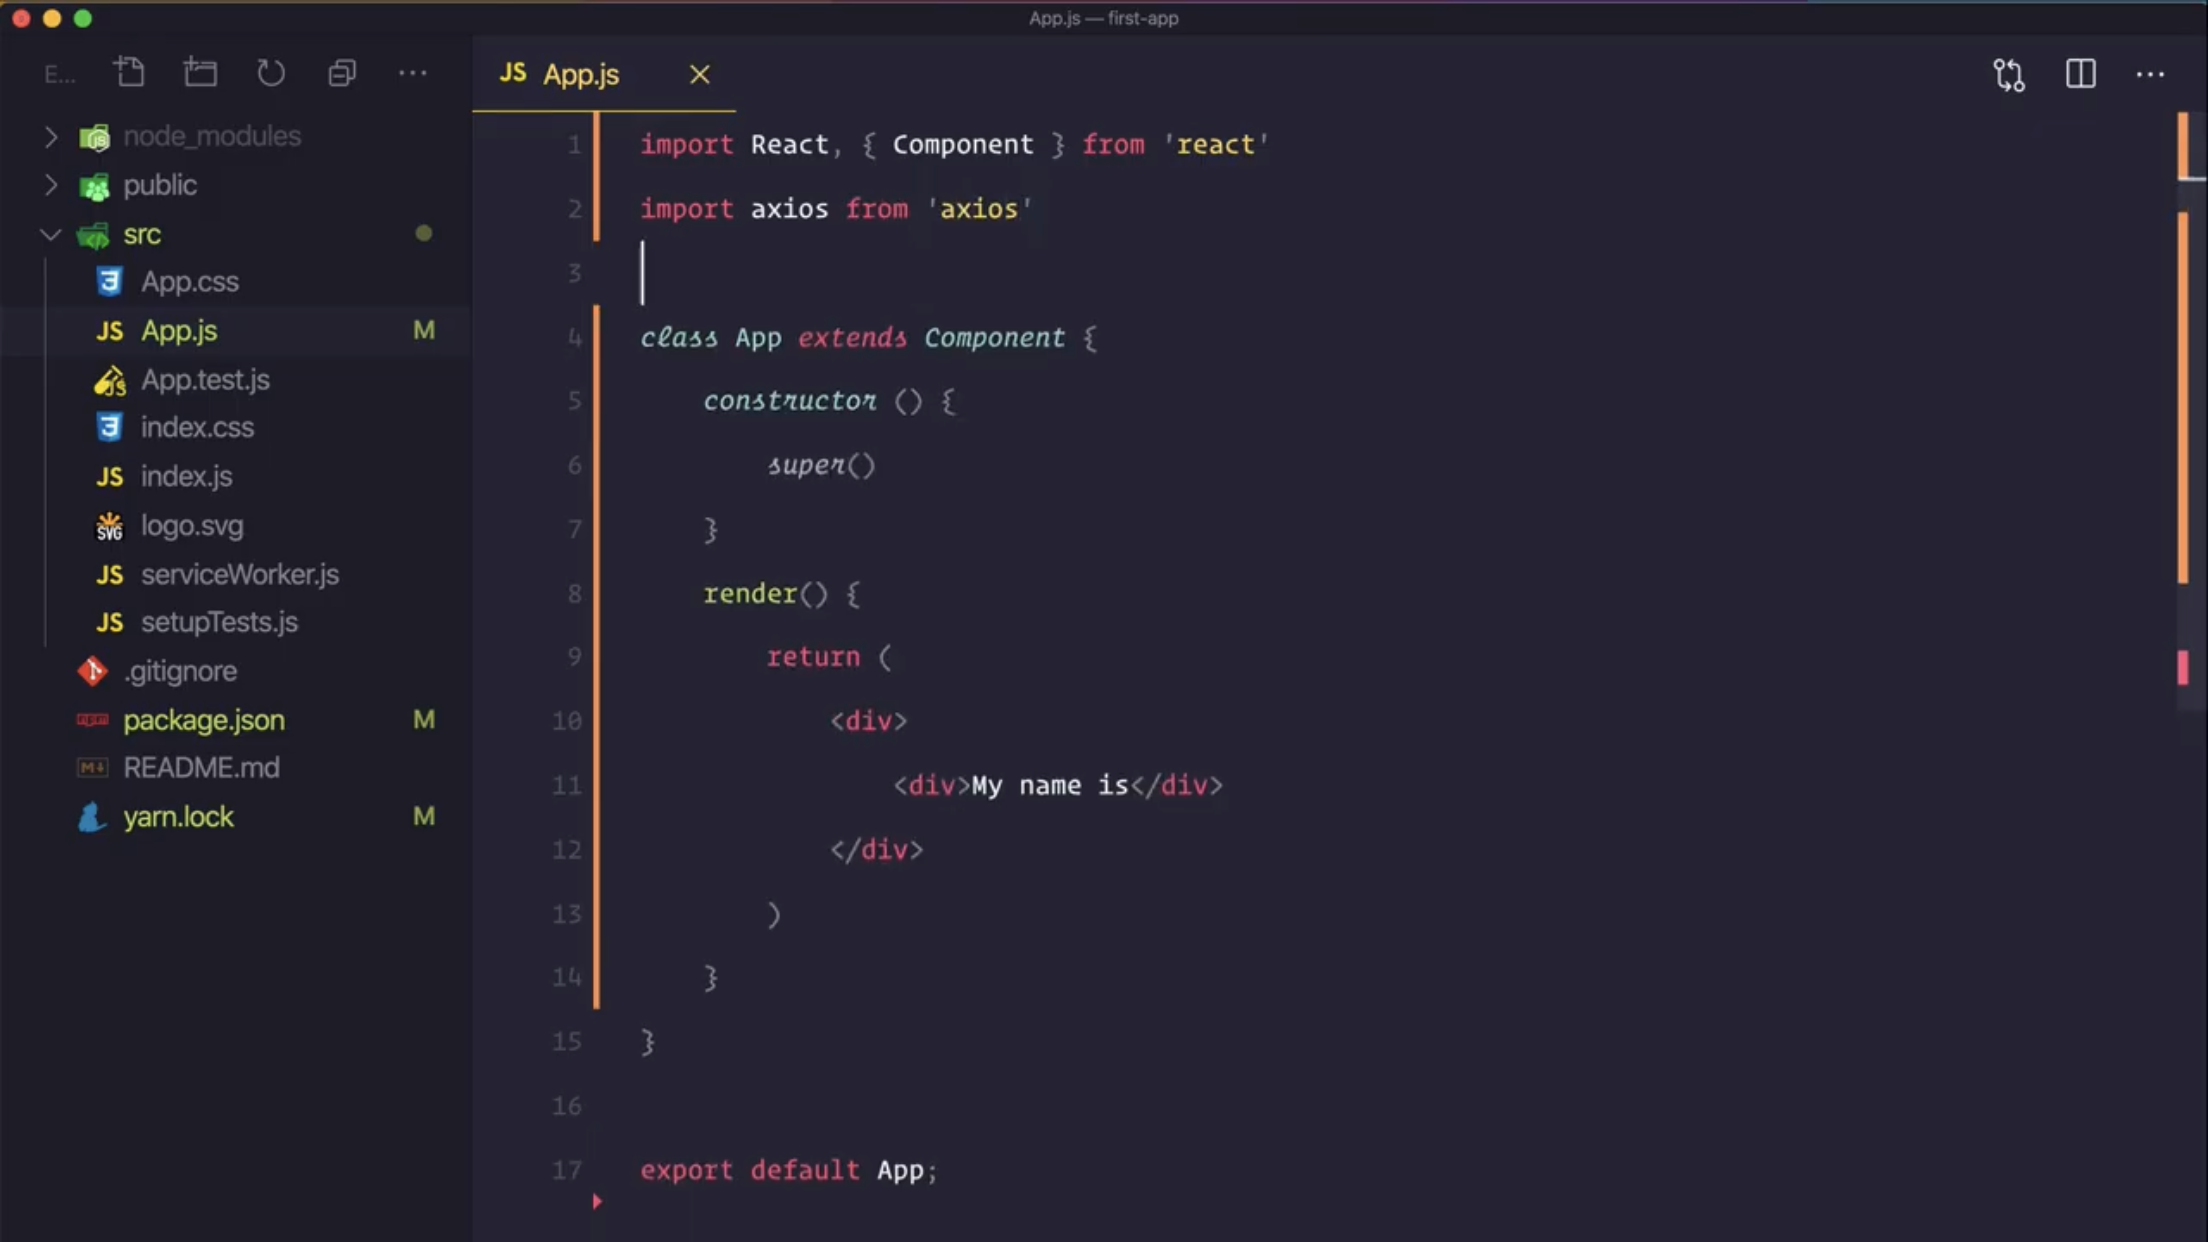 App.js — first-app
E...
node_modules
public
src
App.css
JS App.js M
App.test.js
index.css
JS index.js
SVG logo.svg
JS serviceWorker.js
JS setupTests.js
.gitignore
package.json M
README.md
yarn.lock M
JS App.js
1 import React, { Component } from 'react'
2 import axios from 'axios'
3
4 class App extends Component {
5 constructor () {
6 super()
7 }
8 render() {
9 return (
10 <div>
11 <div>My name is</div>
12 </div>
13 )
14 }
15 }
16
17 export default App;